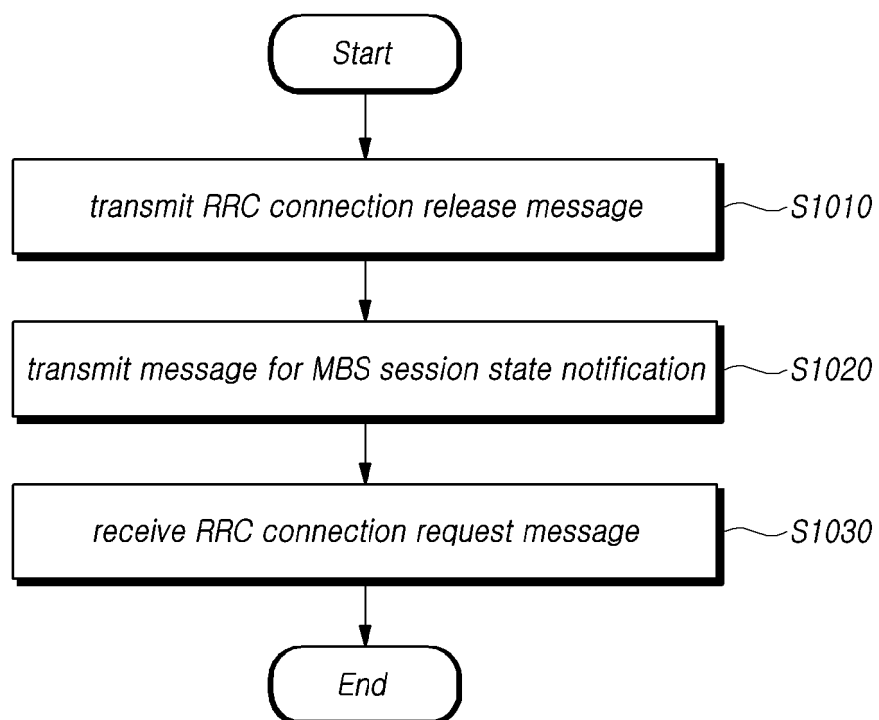 Start
transmit RRC connection release message
S1010
transmit message for MBS session state notification
S1020
receive RRC connection request message
S1030
End